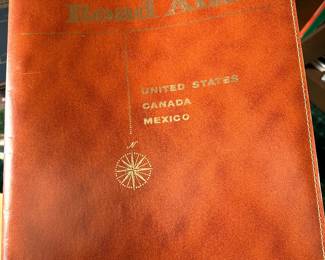 Road
UNITED STATES
CANADA
MEXICO
N